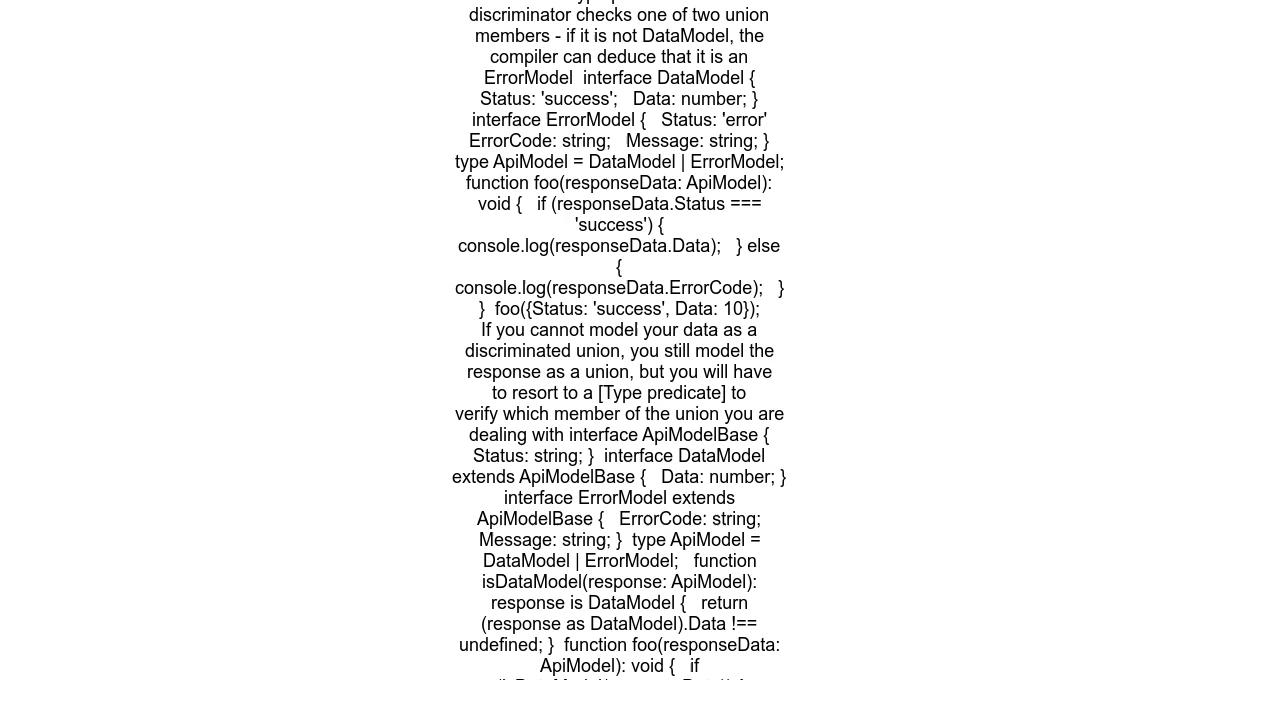 discriminator checks one of two union
members - if it is not DataModel, the
compiler can deduce that it is an
ErrorModel  interface DataModel {
Status: 'success';   Data: number; }
interface ErrorModel {   Status: 'error'
ErrorCode: string;   Message: string; }
type ApiModel = DataModel | ErrorModel;
function foo(responseData: ApiModel):
void {   if (responseData.Status ===
'success') {
console.log(responseData.Data);   } else
{
console.log(responseData.ErrorCode);   }
}  foo({Status: 'success', Data: 10});
If you cannot model your data as a
discriminated union, you still model the
response as a union, but you will have
to resort to a [Type predicate] to
verify which member of the union you are
dealing with interface ApiModelBase {
Status: string; }  interface DataModel
extends ApiModelBase {   Data: number; }
interface ErrorModel extends
ApiModelBase {   ErrorCode: string;
Message: string; }  type ApiModel =
DataModel | ErrorModel;   function
isDataModel(response: ApiModel):
response is DataModel {   return
(response as DataModel).Data !==
undefined; }  function foo(responseData:
ApiModel): void {   if